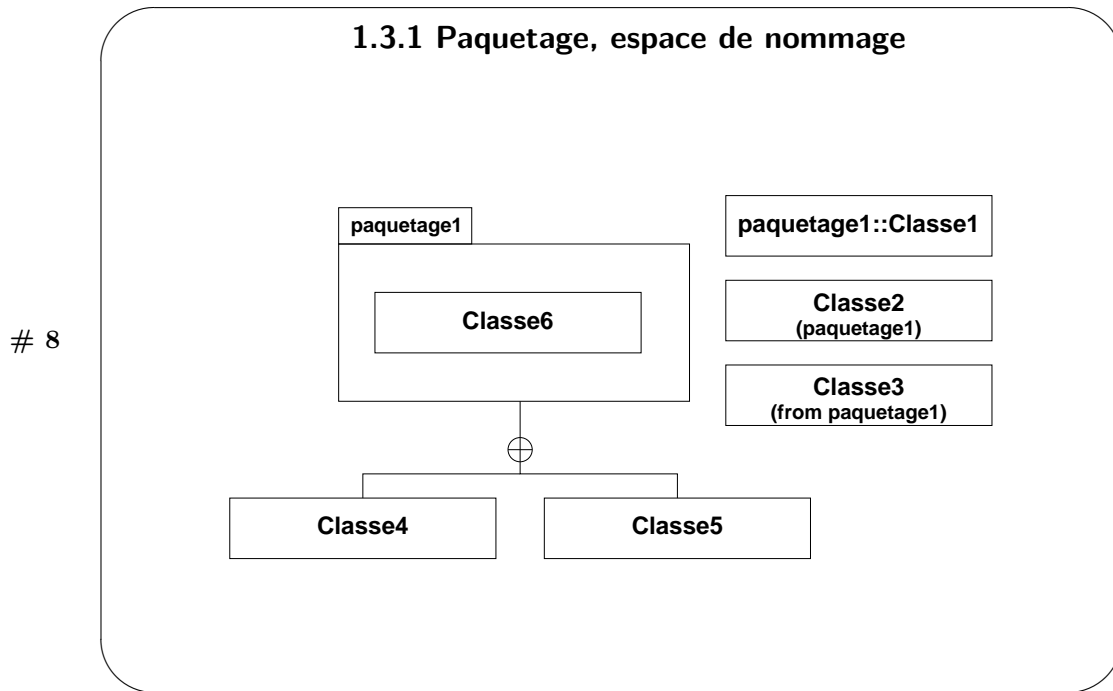 1.3.1 Paquetage, espace de nommage
paquetage1
Classe6
paquetage1::Classe1
Classe2
(paquetage1)
Classe3
(from paquetage1)
# 8
Classe4
Classe5